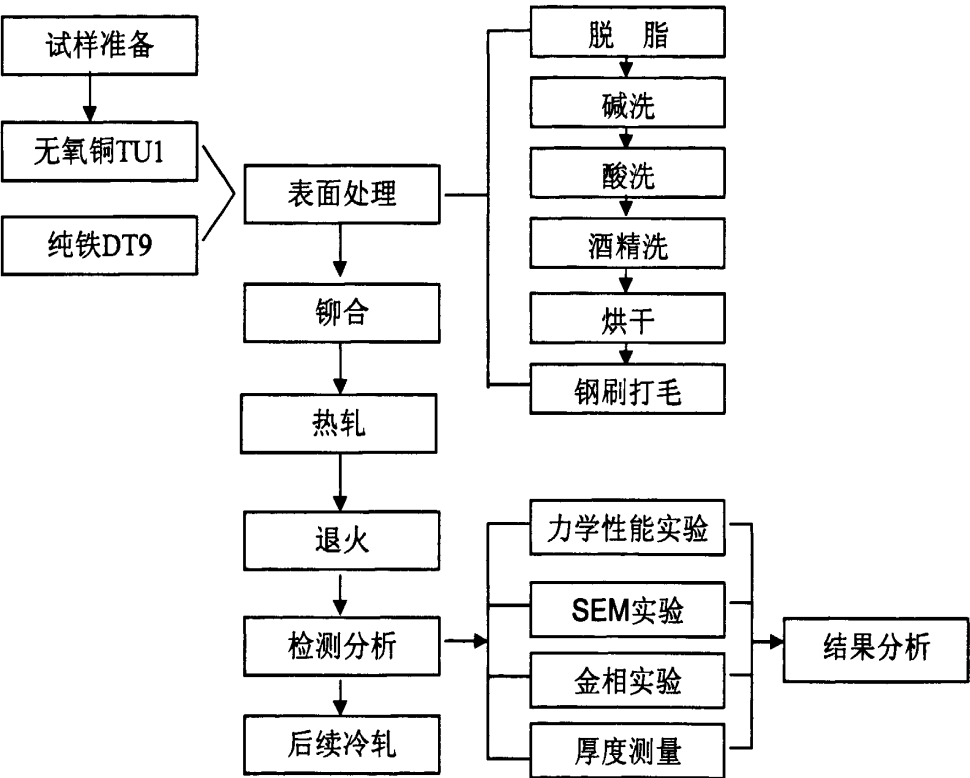 试样准备
无氧铜TU1
纯铁DT9
表面处理
铆合
热轧
退火
检测分析
后续冷轧
脱 脂
碱洗
酸洗
酒精洗
烘干
钢刷打毛
力学性能实验
SEM实验
金相实验
厚度测量
结果分析